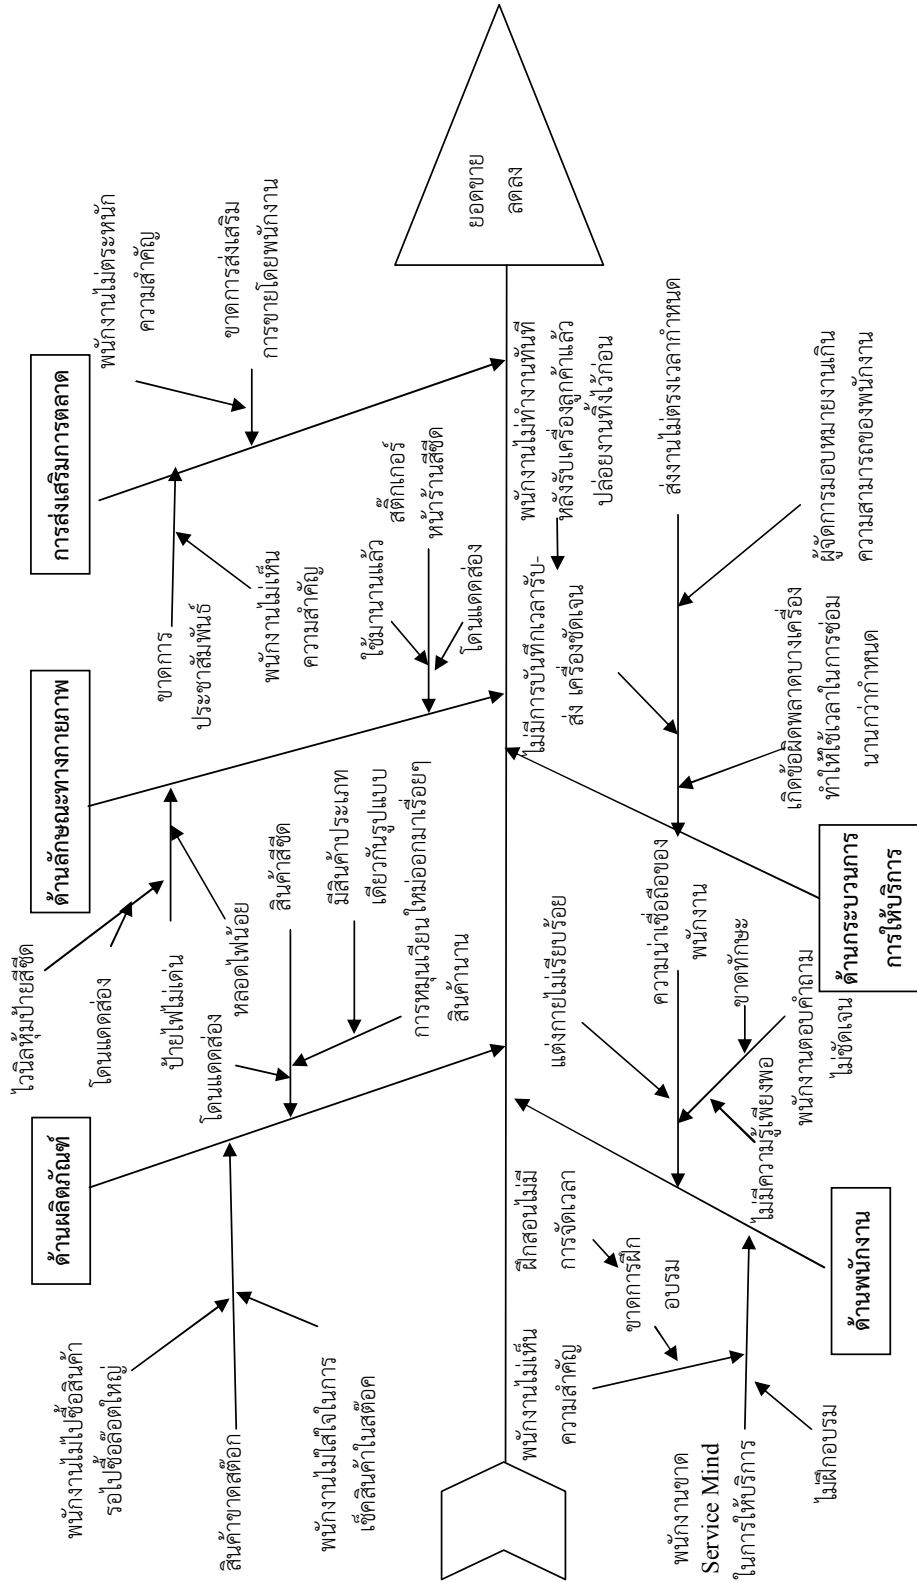 ยอดขาย
ลดลง
ด้านผลิตภัณฑ์
พนักงานไม่ไปซื้อสินค้า
รอไปซื้อล๊อตใหญ่
สินค้าขาดสต๊อก
พนักงานไม่ใส่ใจในการ
เช็คสินค้าในสต๊อค
โดนแดดส่อง
สินค้าสีซีด
มีสินค้าประเภท
เดียวกันรูปแบบ
ใหม่ออกมาเรื่อยๆ
การหมุนเวียน
สินค้านาน
ด้านลักษณะทางกายภาพ
ไวนิลหุ้มป้ายสีซีด
โดนแดดส่อง
ป้ายไฟไม่เด่น
หลอดไฟน้อย
ใช้มานานแล้ว
สติ๊กเกอร์
หน้าร้านสีซีด
โดนแดดส่อง
การส่งเสริมการตลาด
ขาดการ
ประชาสัมพันธ์
พนักงานไม่เห็น
ความสำคัญ
พนักงานไม่ตระหนัก
ความสำคัญ
ขาดการส่งเสริม
การขายโดยพนักงาน
ด้านพนักงาน
พนักงานไม่เห็น
ความสำคัญ
ฝึกสอนไม่มี
การจัดเวลา
ขาดการฝึก
อบรม
พนักงานขาด
Service Mind
ในการให้บริการ
ไม่ฝึกอบรม
แต่งกายไม่เรียบร้อย
ความน่าเชื่อถือของ
พนักงาน
ขาดทักษะ
ไม่มีความรู้เพียงพอ
พนักงานตอบคำถาม
ไม่ชัดเจน
ด้านกระบวนการ
การให้บริการ
ไม่มีการบันทึกเวลารับ-
ส่ง เครื่องชัดเจน
พนักงานไม่ทำงานทันที
หลังรับเครื่องลูกค้าแล้ว
ปล่อยงานทิ้งไว้ก่อน
ส่งงานไม่ตรงเวลากำหนด
เกิดข้อผิดพลาดบางเครื่อง
ทำให้ใช้เวลาในการซ่อม
นานกว่ากำหนด
ผู้จัดการมอบหมายงานเกิน
ความสามารถของพนักงาน